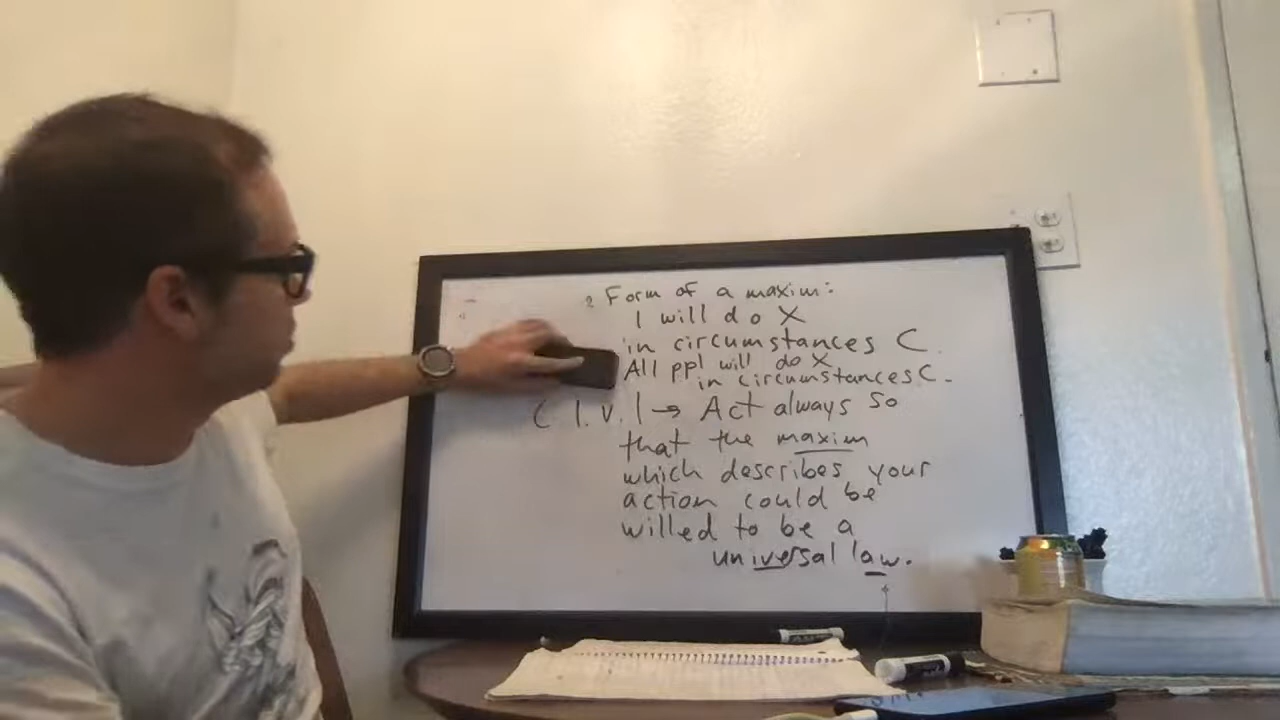 Form of a maxim:
I will do X
in circumstances C.
All ppl will do X
in circumstances C.
C I.v. 1 → Act always so
that the maxim
which describes your
action could be
willed to be a
universal law.